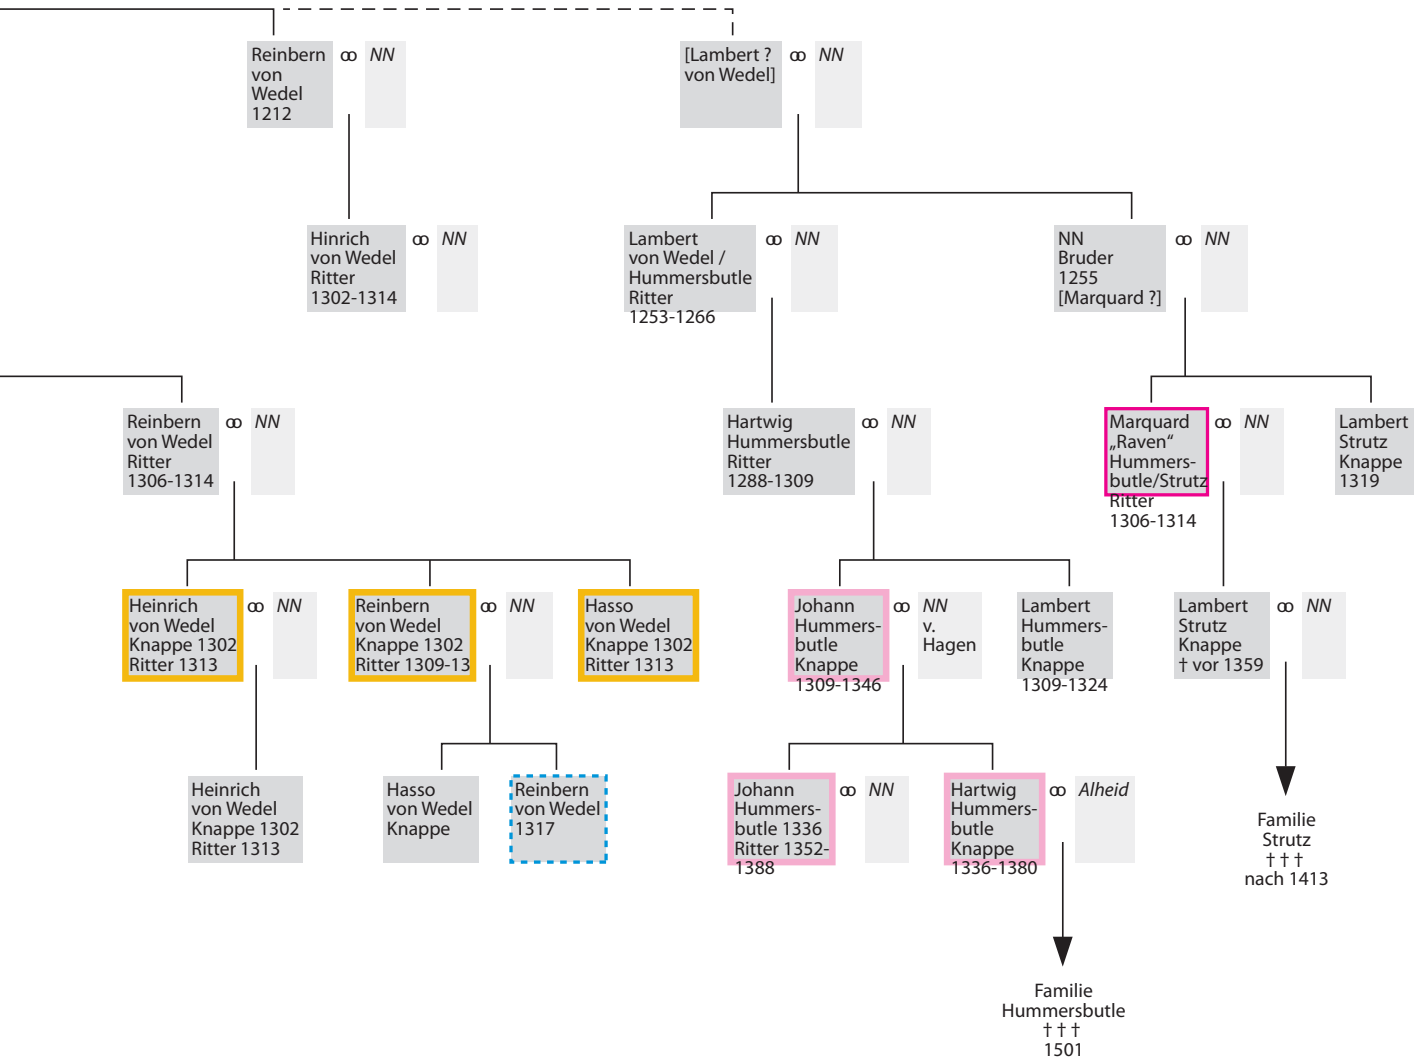 Reinbern
von
Wedel
1212
ꝏ NN
[Lambert ?
von Wedel]
ꝏ NN
Hinrich
von Wedel
Ritter
1302-1314
ꝏ NN
Lambert
von Wedel /
Hummersbutle
Ritter
1253-1266
ꝏ NN
NN
Bruder
1255
[Marquard ?]
ꝏ NN
Reinbern
von Wedel
Ritter
1306-1314
ꝏ NN
Hartwig
Hummersbutle
Ritter
1288-1309
ꝏ NN
Marquard
„Raven“
Hummers-
butle/Strutz
Ritter
1306-1314
ꝏ NN
Lambert
Strutz
Knappe
1319
Heinrich
von Wedel
Knappe 1302
Ritter 1313
ꝏ NN
Reinbern
von Wedel
Knappe 1302
Ritter 1309-13
ꝏ NN
Hasso
von Wedel
Knappe 1302
Ritter 1313
Johann
Hummers-
butle
Knappe
1309-1346
ꝏ NN
v.
Hagen
Lambert
Hummers-
butle
Knappe
1309-1324
Lambert
Strutz
Knappe
† vor 1359
ꝏ NN
Heinrich
von Wedel
Knappe 1302
Ritter 1313
Hasso
von Wedel
Knappe
Reinbern
von Wedel
1317
Johann
Hummers-
butle 1336
Ritter 1352-
1388
ꝏ NN
Hartwig
Hummers-
butle
Knappe
1336-1380
ꝏ Alheid
Familie
Strutz
† † †
nach 1413
Familie
Hummersbutle
† † †
1501